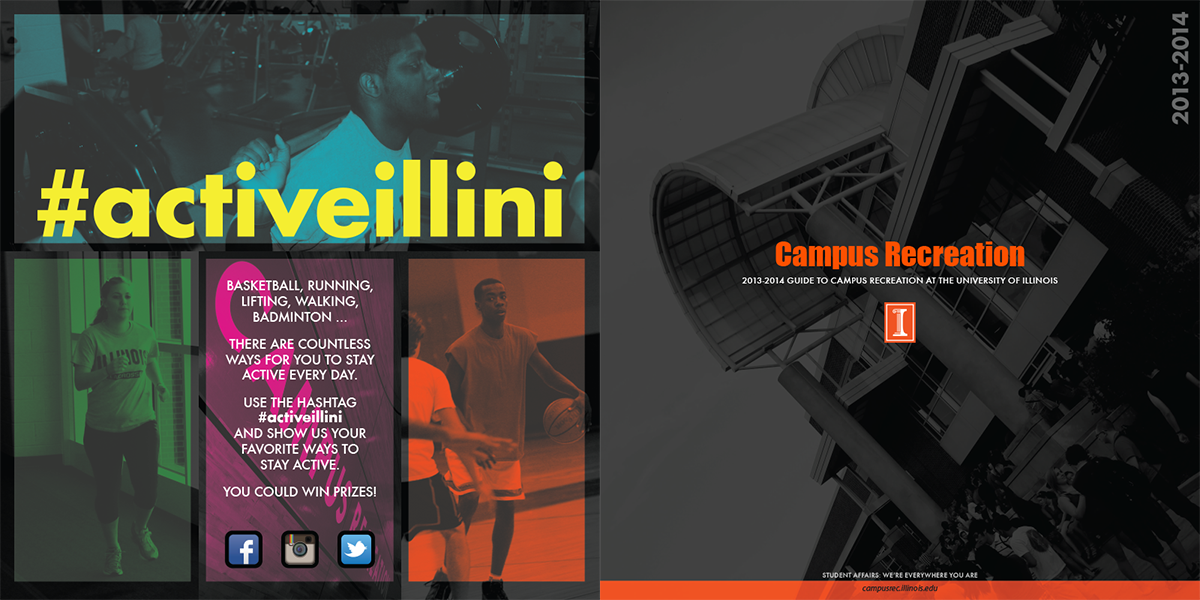 #activeillini
BASKETBALL, RUNNING,
LIFTING, WALKING,
BADMINTON ...
THERE ARE COUNTLESS
WAYS FOR YOU TO STAY
ACTIVE EVERY DAY.
USE THE HASHTAG
#activeillini
AND SHOW US YOUR
FAVORITE WAYS TO
STAY ACTIVE.
YOU COULD WIN PRIZES!
ILLINOIS
2013-2014
Campus Recreation
2013-2014 GUIDE TO CAMPUS RECREATION AT THE UNIVERSITY OF ILLINOIS
I
STUDENT AFFAIRS: WE'RE EVERYWHERE YOU ARE
campusrec.illinois.edu